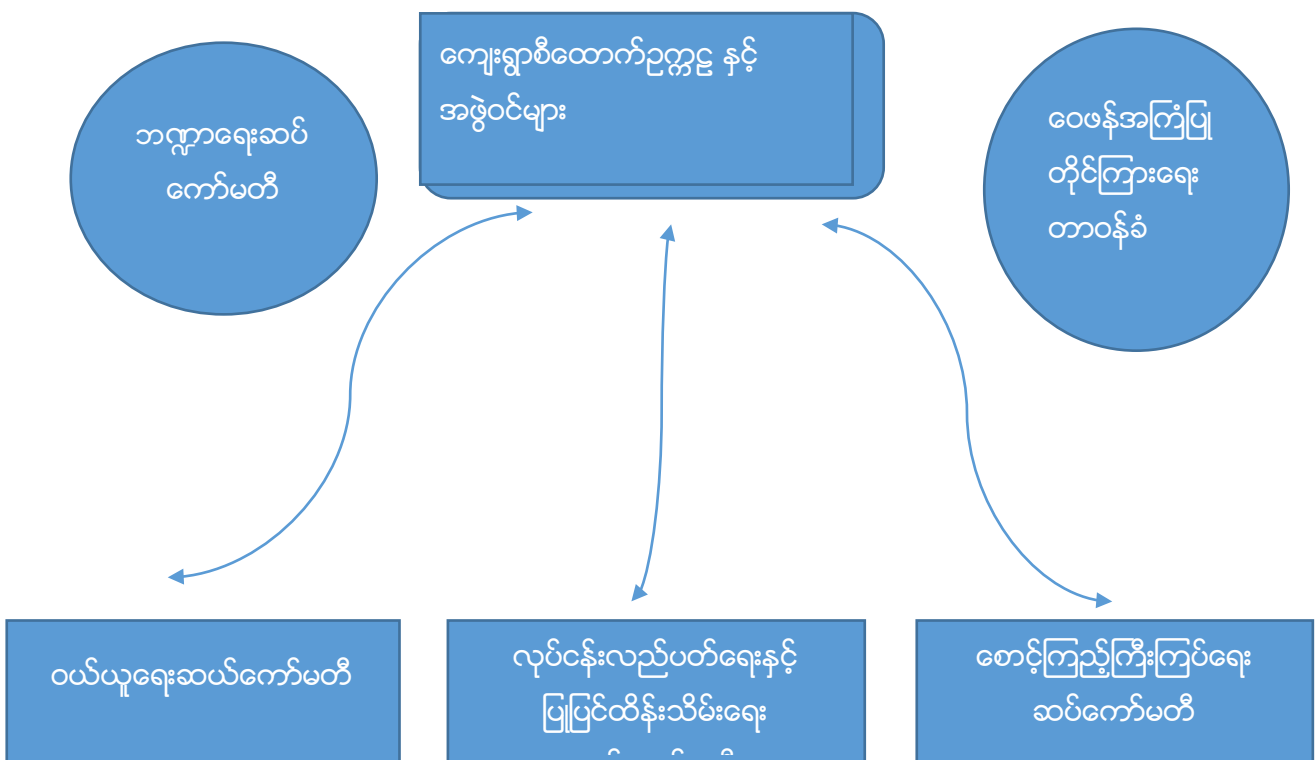 ကျေးရွာစီထောက်ဉက္ကဋ္ဌ နှင့်
အဖွဲ့ဝင်များ
ဘဏ္ဍာရေးဆပ်
ကော်မတီ
ဝေဖန်အကြံပြု
တိုင်ကြားရေး
တာဝန်ခံ
ဝယ်ယူရေးဆယ်ကော်မတီ
လုပ်ငန်းလည်ပတ်ရေးနှင့်
ပြုပြင်ထိန်းသိမ်းရေး
စောင့်ကြည့်ကြီးကြပ်ရေး
ဆပ်ကော်မတီ